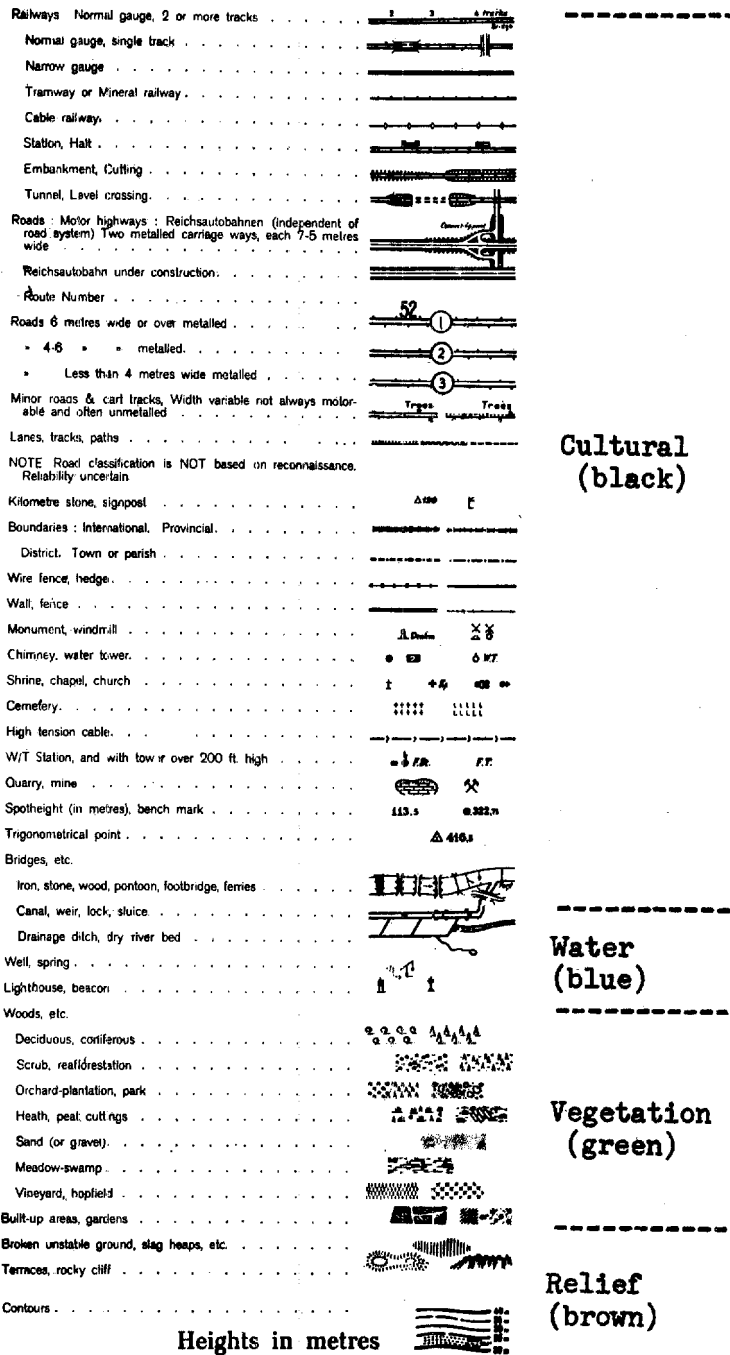 Railways Normal gauge, 2 or more tracks
Normal gauge, single track
Narrow gauge
Tramway or Mineral railway
Cable railway
Station, Halt
Embankment, Cutting
Tunnel, Level crossing
Roads : Motor highways : Reichsautobahnen (independent of
road system) Two metalled carriage ways, each 7-5 metres
wide
Reichsautobahn under construction
Route Number
52
Roads 6 metres wide or over metalled
1
" 4-6 " " metalled
2
" Less than 4 metres wide metalled
3
Minor roads & cart tracks, Width variable not always motor-
able and often unmetalled
Trees Trees
Lanes, tracks, paths
NOTE Road classification is NOT based on reconnaissance.
Reliability uncertain
Cultural
(black)
Kilometre stone, signpost
Boundaries : International, Provincial
District, Town or parish
Wire fence, hedge
Wall, fence
Monument, windmill
Chimney, water tower
W.T.
Shrine, chapel, church
Cemetery
High tension cable
W/T Station, and with tower over 200 ft. high
F.T.
Quarry, mine
Spotheight (in metres), bench mark
113.5
Trigonometrical point
Bridges, etc.
Iron, stone, wood, pontoon, footbridge, ferries
Canal, weir, lock, sluice
Drainage ditch, dry river bed
Well, spring
Lighthouse, beacon
Water
(blue)
Woods, etc.
Deciduous, coniferous
Scrub, reafforestation
Orchard-plantation, park
Heath, peat cuttings
Sand (or gravel)
Meadow-swamp
Vineyard, hopfield
Built-up areas, gardens
Vegetation
(green)
Broken unstable ground, slag heaps, etc.
Terraces, rocky cliff
Contours
Relief
(brown)
Heights in metres